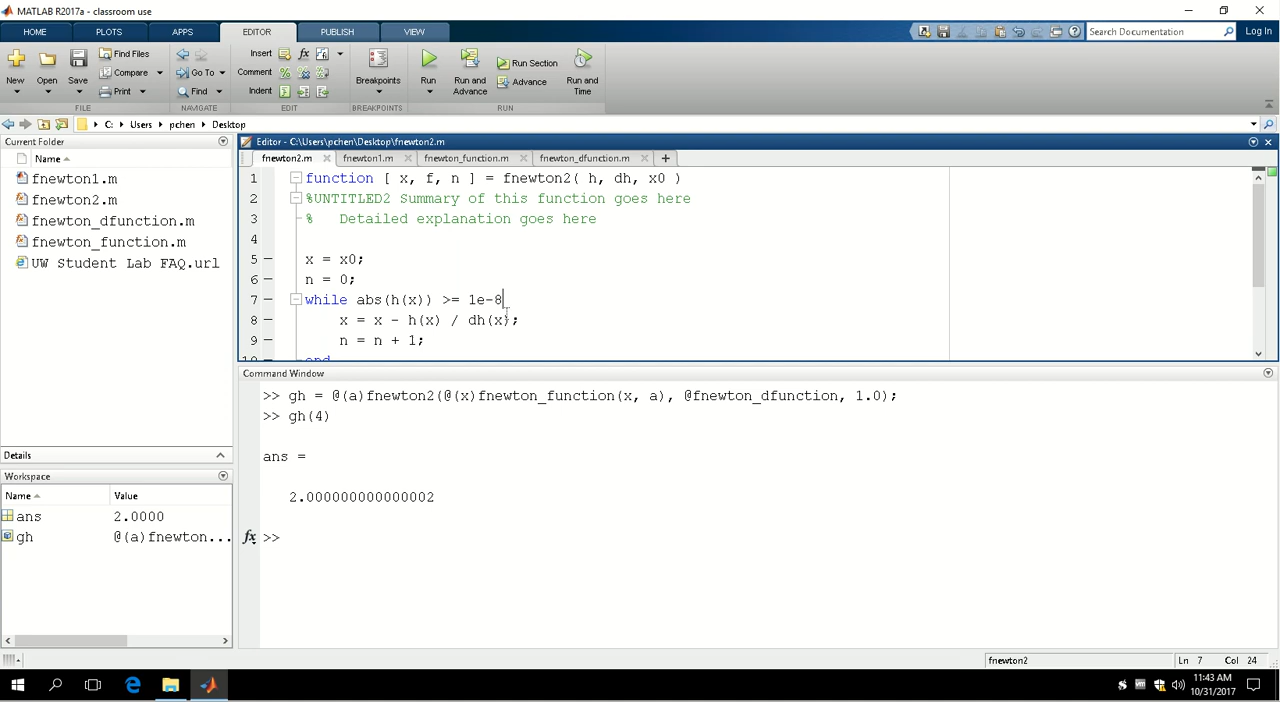 MATLAB R2017a - classroom use
HOME PLOTS APPS EDITOR PUBLISH VIEW Search Documentation Log In
New Open Save Find Files Compare Print Go To Find Insert Comment Indent fx Breakpoints Run Run and Advance Run Section Advance Run and Time
FILE NAVIGATE EDIT BREAKPOINTS RUN
C: Users pchen Desktop
Current Folder
Name
fnewton1.m
fnewton2.m
fnewton_dfunction.m
fnewton_function.m
UW Student Lab FAQ.url
Details
Workspace
Name Value
ans 2.0000
gh @(a)fnewton...
Editor - C:\Users\pchen\Desktop\fnewton2.m
fnewton2.m fnewton1.m fnewton_function.m fnewton_dfunction.m
1 function [ x, f, n ] = fnewton2( h, dh, x0 )
2 %UNTITLED2 Summary of this function goes here
3 % Detailed explanation goes here
4
5 x = x0;
6 n = 0;
7 while abs(h(x)) >= 1e-8
8 x = x - h(x) / dh(x);
9 n = n + 1;
10 end
Command Window
>> gh = @(a)fnewton2(@(x)fnewton_function(x, a), @fnewton_dfunction, 1.0);
>> gh(4)
ans =
2.000000000000002
fx >>
fnewton2 Ln 7 Col 24
11:43 AM
10/31/2017